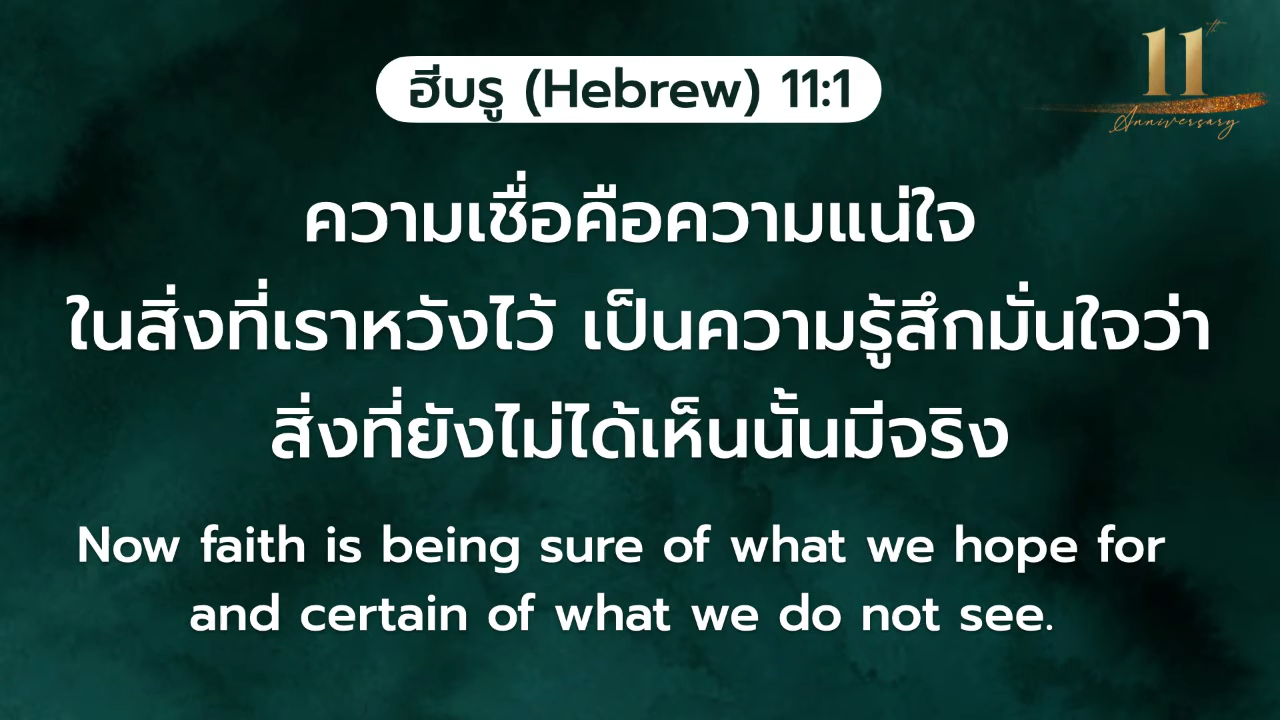 11th
Anniversary
ฮีบรู (Hebrew) 11:1
ความเชื่อคือความแน่ใจ
ในสิ่งที่เราหวังไว้ เป็นความรู้สึกมั่นใจว่า
สิ่งที่ยังไม่ได้เห็นนั้นมีจริง
Now faith is being sure of what we hope for
and certain of what we do not see.